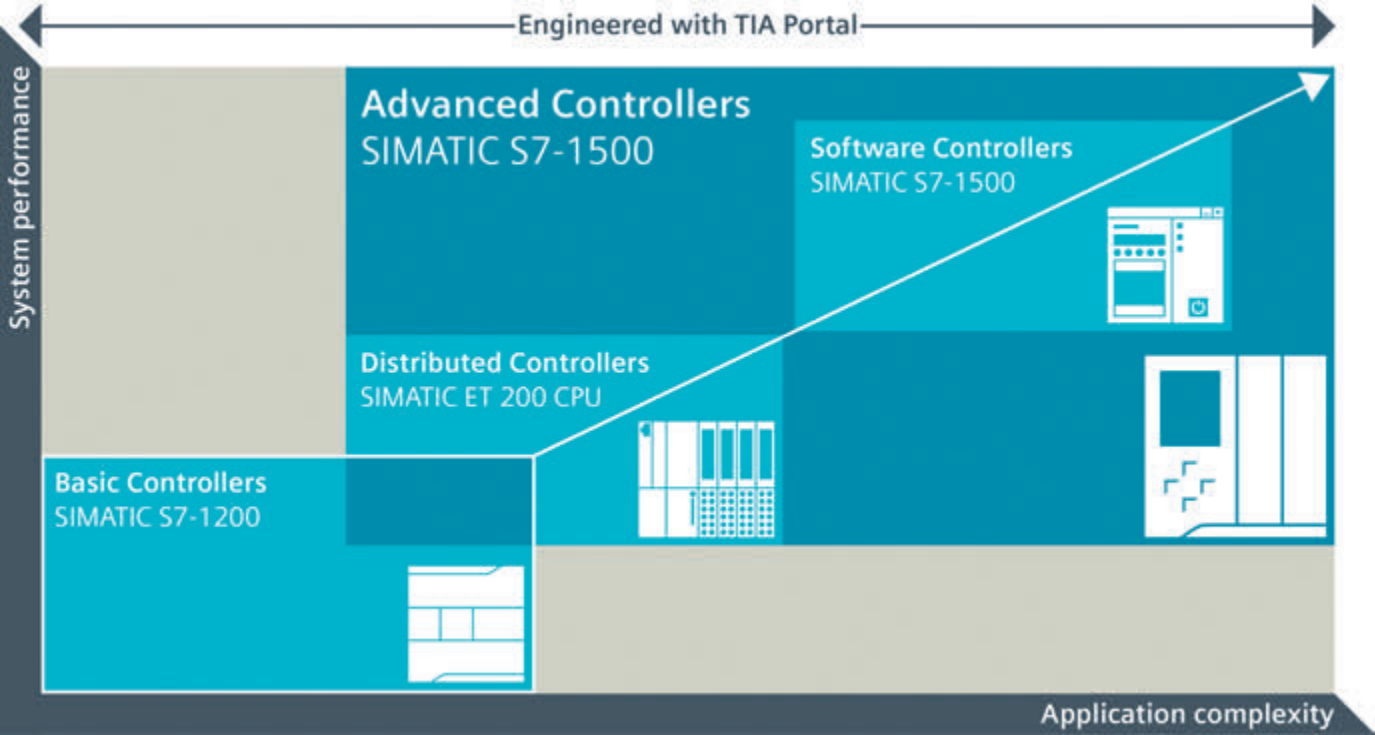 Engineered with TIA Portal
System performance
Advanced Controllers
SIMATIC S7-1500
Software Controllers
SIMATIC S7-1500
Distributed Controllers
SIMATIC ET 200 CPU
Basic Controllers
SIMATIC S7-1200
Application complexity